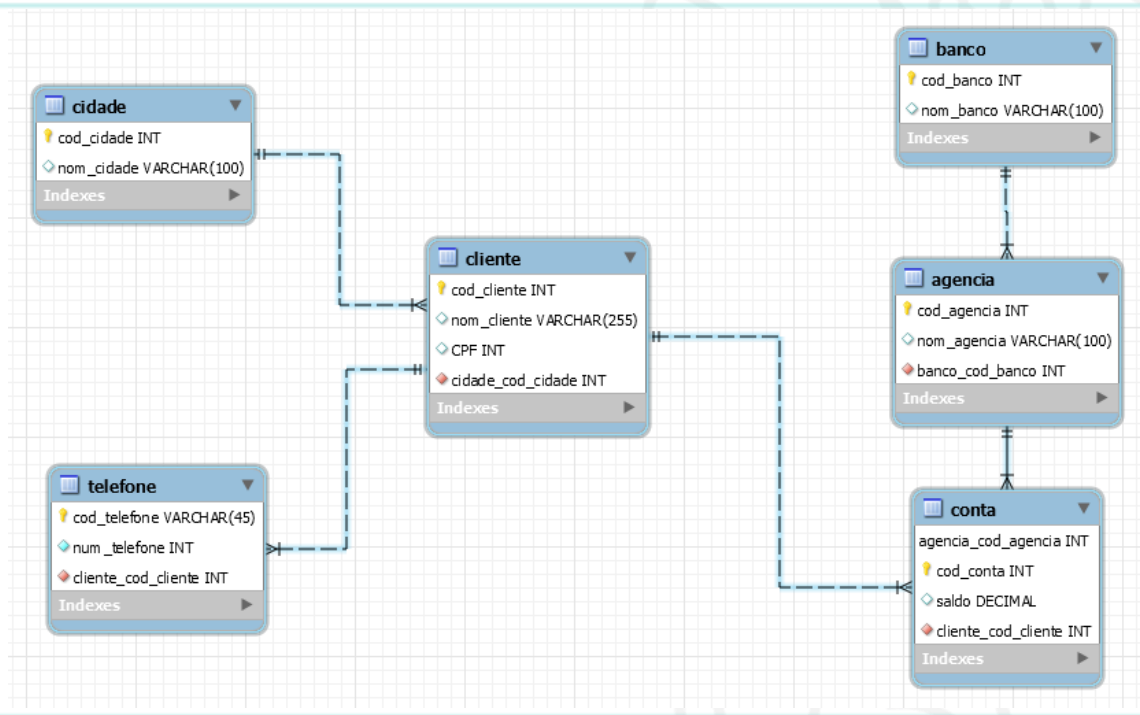 cidade
cod_cidade INT
nom_cidade VARCHAR(100)
Indexes
telefone
cod_telefone VARCHAR(45)
num_telefone INT
cliente_cod_cliente INT
Indexes
cliente
cod_cliente INT
nom_cliente VARCHAR(255)
CPF INT
cidade_cod_cidade INT
Indexes
banco
cod_banco INT
nom_banco VARCHAR(100)
Indexes
agencia
cod_agencia INT
nom_agencia VARCHAR(100)
banco_cod_banco INT
Indexes
conta
agencia_cod_agencia INT
cod_conta INT
saldo DECIMAL
cliente_cod_cliente INT
Indexes